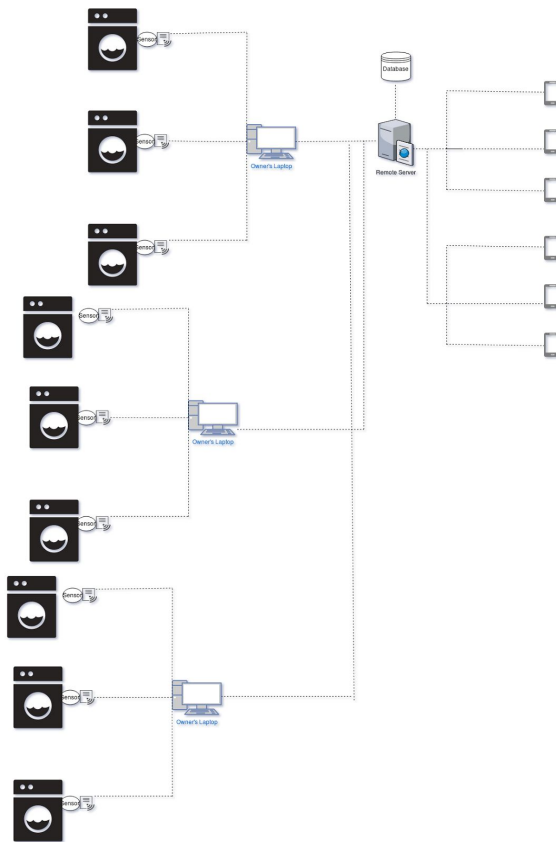 Sensor
Database
Sensor
Owner's Laptop
Remote Server
Sensor
Sensor
Sensor
Owner's Laptop
Sensor
Sensor
Sensor
Owner's Laptop
Sensor